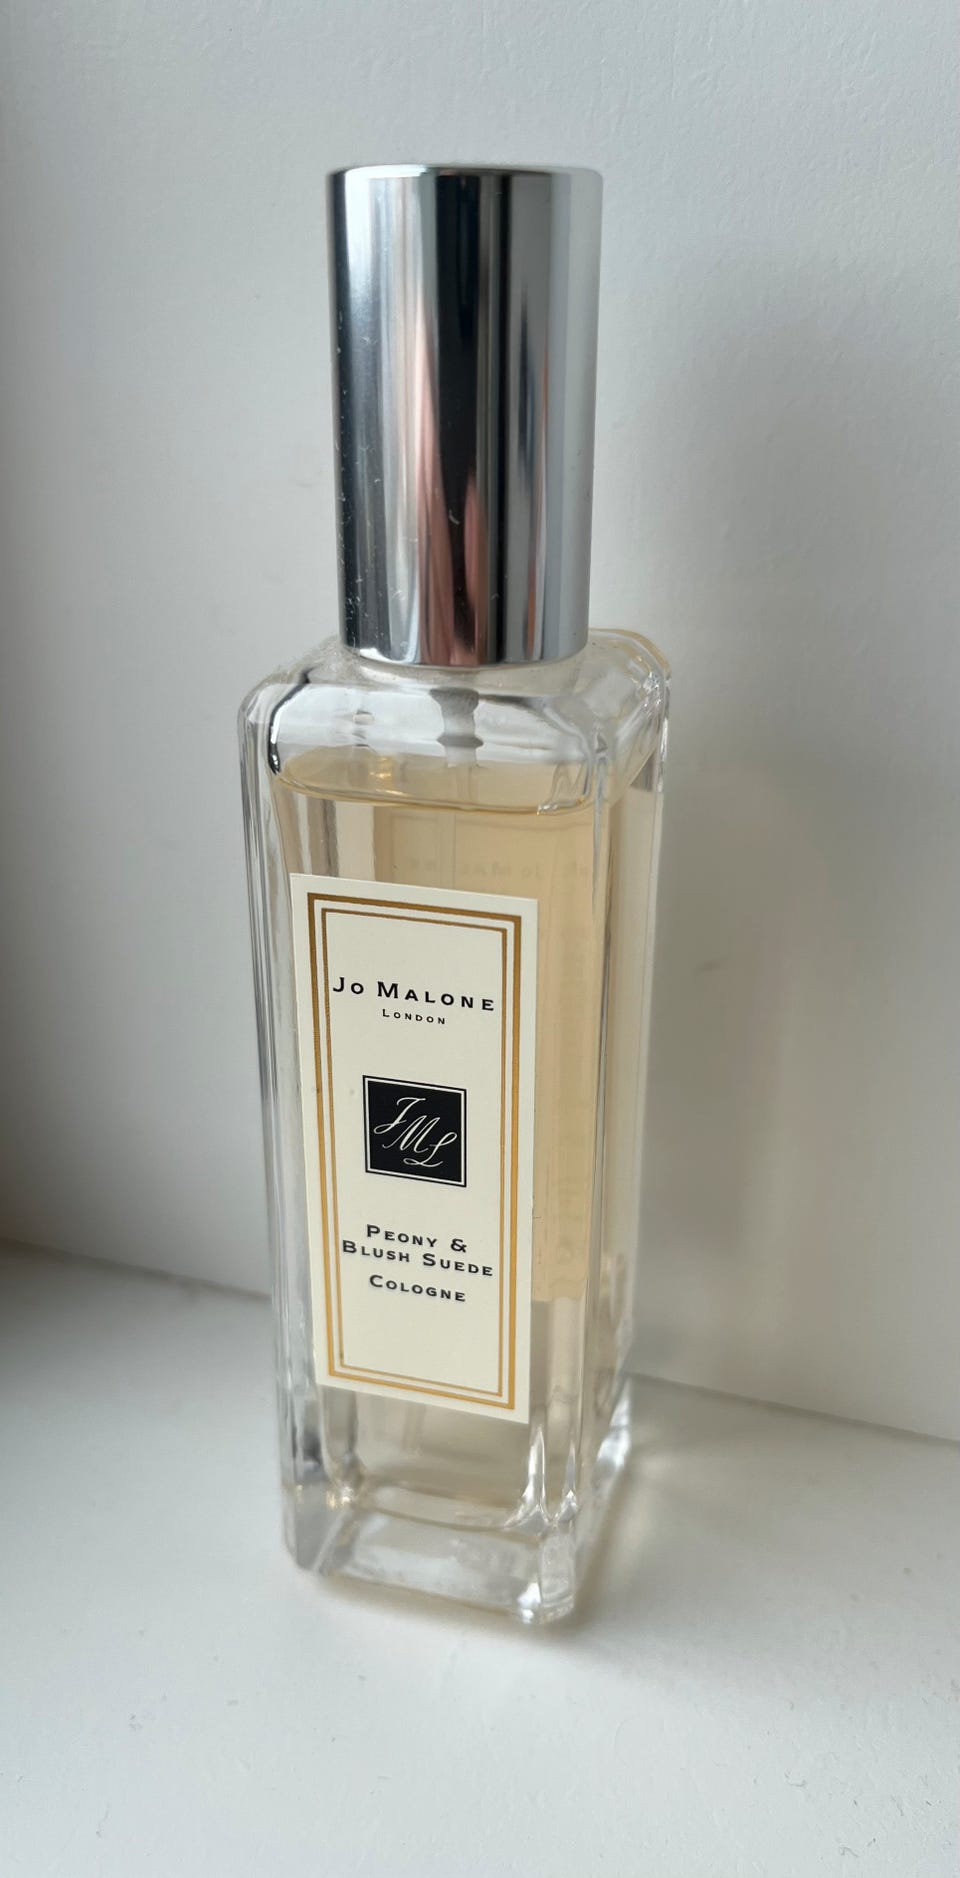 Jo Malone
London
JML
Peony &
Blush Suede
Cologne